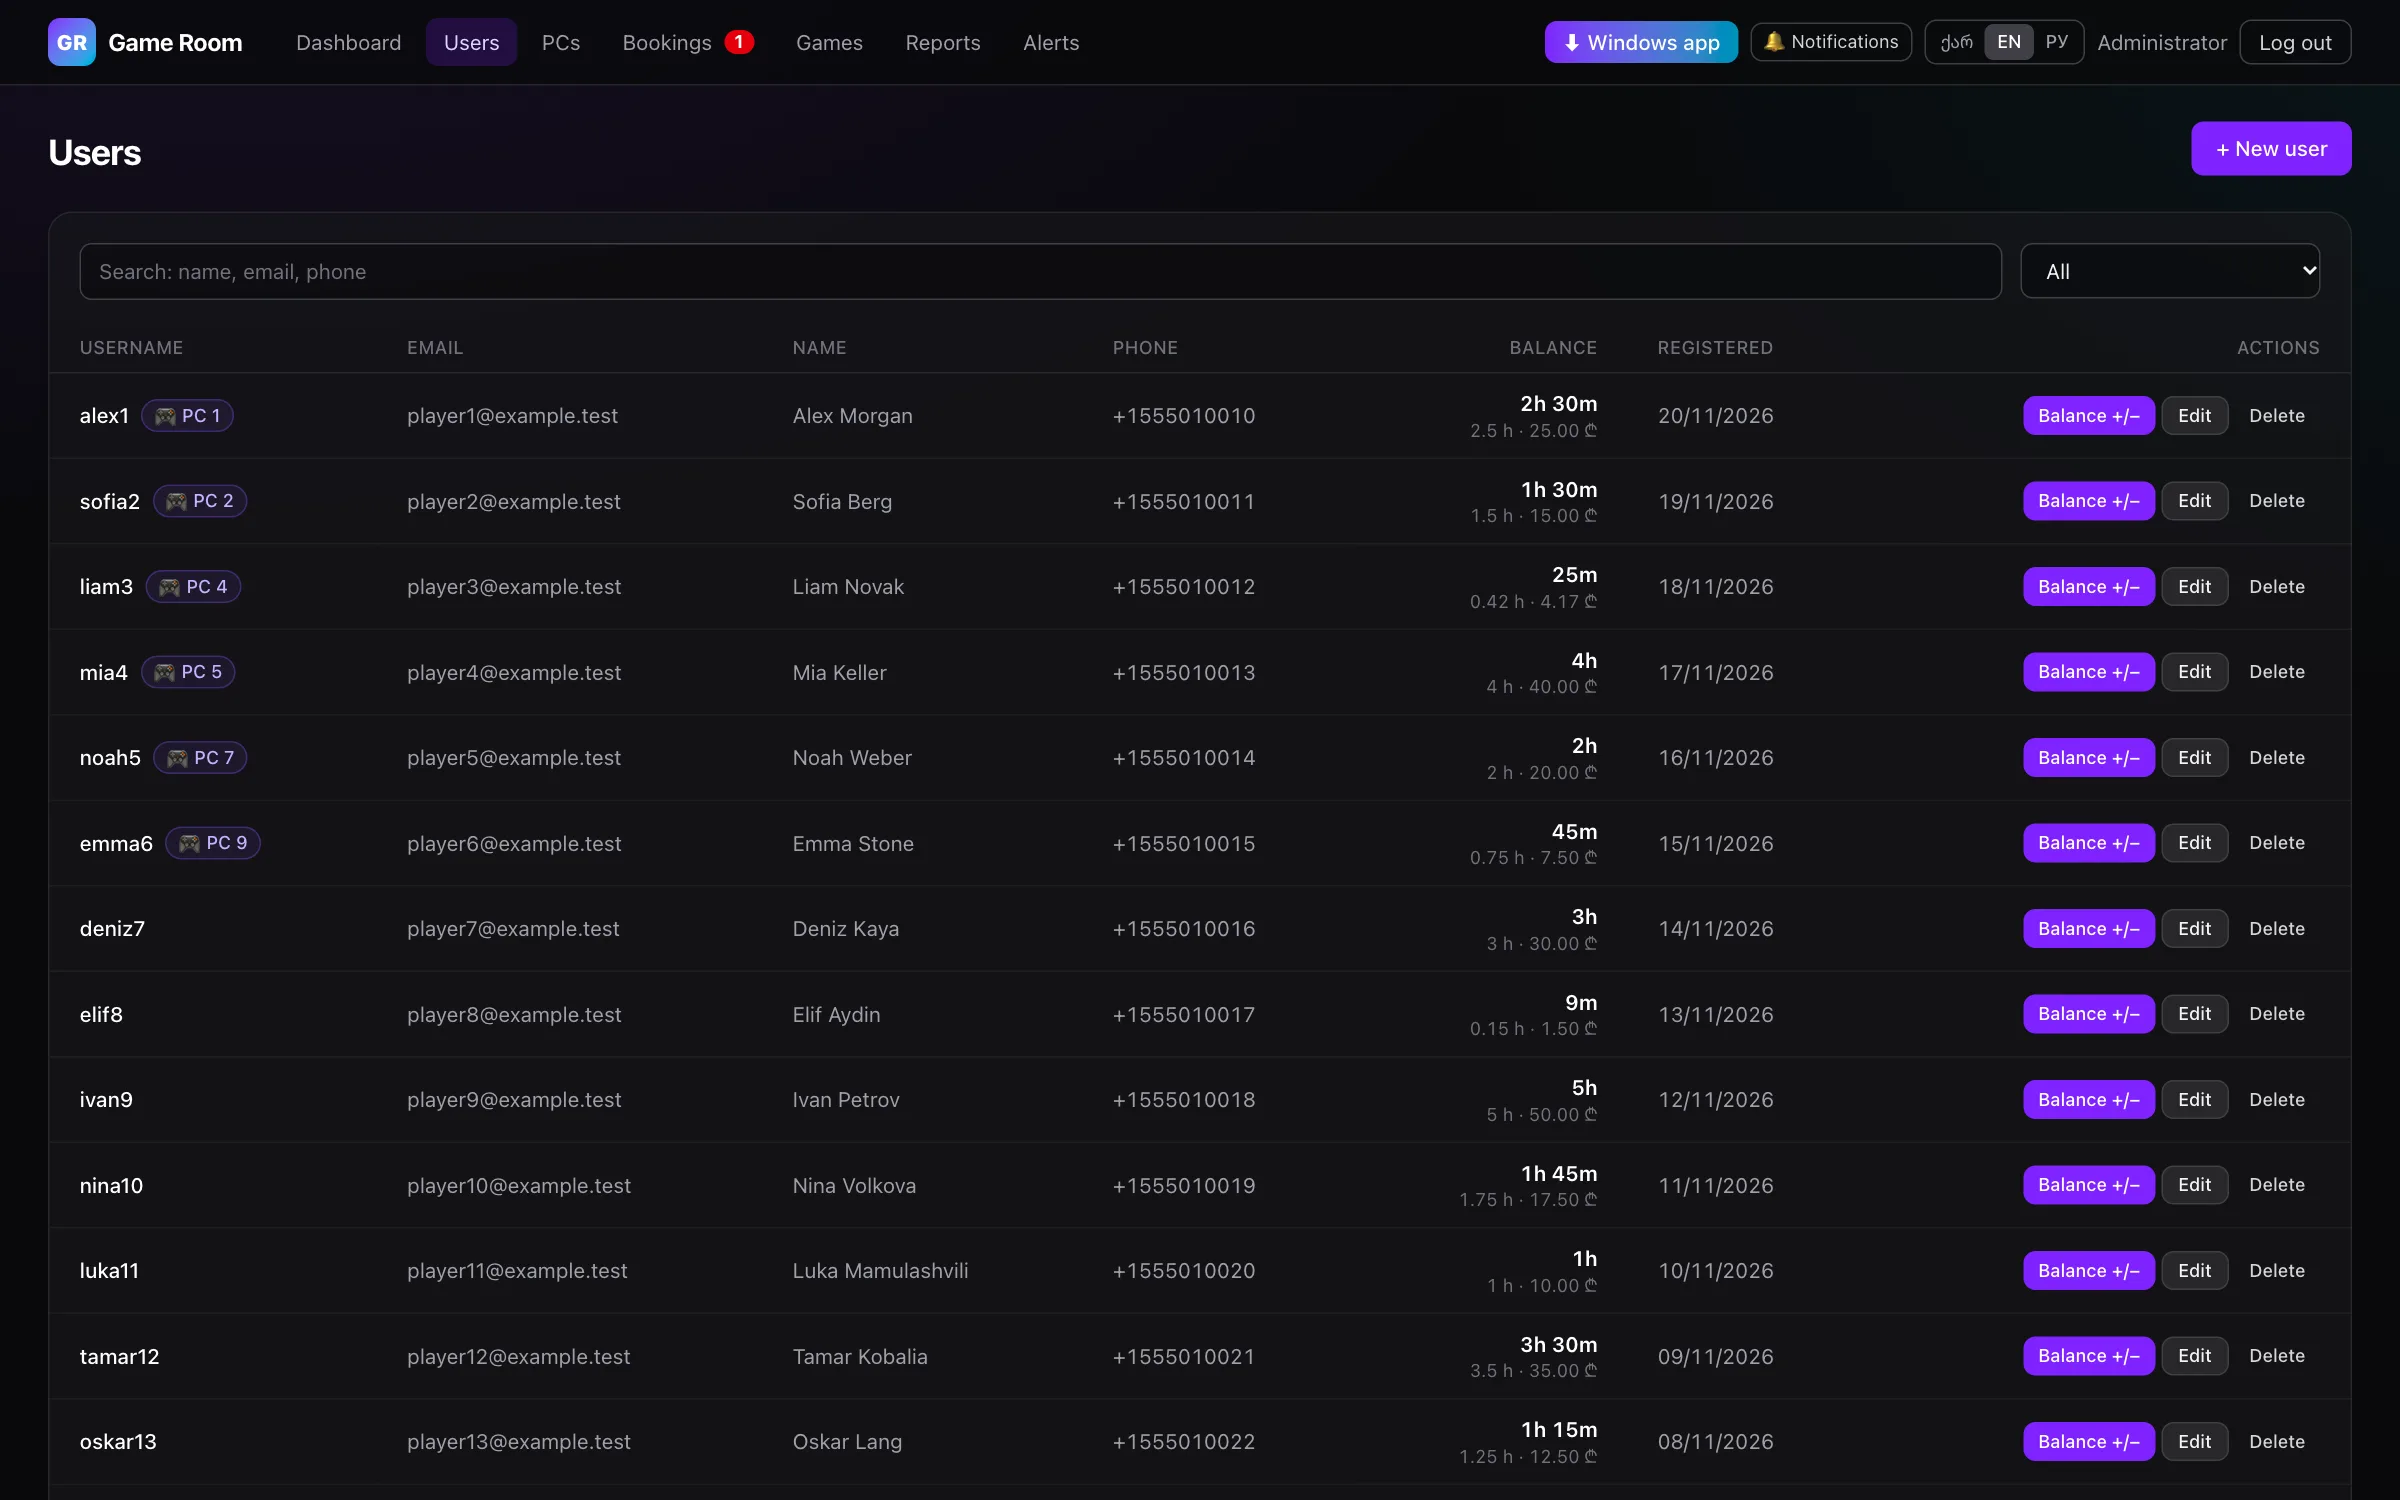 GR Game Room Dashboard Users PCs Bookings 1 Games Reports Alerts ⬇ Windows app 🔔 Notifications ქარ EN РУ Administrator Log out
Users + New user
Search: name, email, phone All
USERNAME EMAIL NAME PHONE BALANCE REGISTERED ACTIONS
alex1 🎮 PC 1 player1@example.test Alex Morgan +1555010010 2h 30m 20/11/2026 Balance +/− Edit Delete
2.5 h · 25.00 ₾
sofia2 🎮 PC 2 player2@example.test Sofia Berg +1555010011 1h 30m 19/11/2026 Balance +/− Edit Delete
1.5 h · 15.00 ₾
liam3 🎮 PC 4 player3@example.test Liam Novak +1555010012 25m 18/11/2026 Balance +/− Edit Delete
0.42 h · 4.17 ₾
mia4 🎮 PC 5 player4@example.test Mia Keller +1555010013 4h 17/11/2026 Balance +/− Edit Delete
4 h · 40.00 ₾
noah5 🎮 PC 7 player5@example.test Noah Weber +1555010014 2h 16/11/2026 Balance +/− Edit Delete
2 h · 20.00 ₾
emma6 🎮 PC 9 player6@example.test Emma Stone +1555010015 45m 15/11/2026 Balance +/− Edit Delete
0.75 h · 7.50 ₾
deniz7 player7@example.test Deniz Kaya +1555010016 3h 14/11/2026 Balance +/− Edit Delete
3 h · 30.00 ₾
elif8 player8@example.test Elif Aydin +1555010017 9m 13/11/2026 Balance +/− Edit Delete
0.15 h · 1.50 ₾
ivan9 player9@example.test Ivan Petrov +1555010018 5h 12/11/2026 Balance +/− Edit Delete
5 h · 50.00 ₾
nina10 player10@example.test Nina Volkova +1555010019 1h 45m 11/11/2026 Balance +/− Edit Delete
1.75 h · 17.50 ₾
luka11 player11@example.test Luka Mamulashvili +1555010020 1h 10/11/2026 Balance +/− Edit Delete
1 h · 10.00 ₾
tamar12 player12@example.test Tamar Kobalia +1555010021 3h 30m 09/11/2026 Balance +/− Edit Delete
3.5 h · 35.00 ₾
oskar13 player13@example.test Oskar Lang +1555010022 1h 15m 08/11/2026 Balance +/− Edit Delete
1.25 h · 12.50 ₾